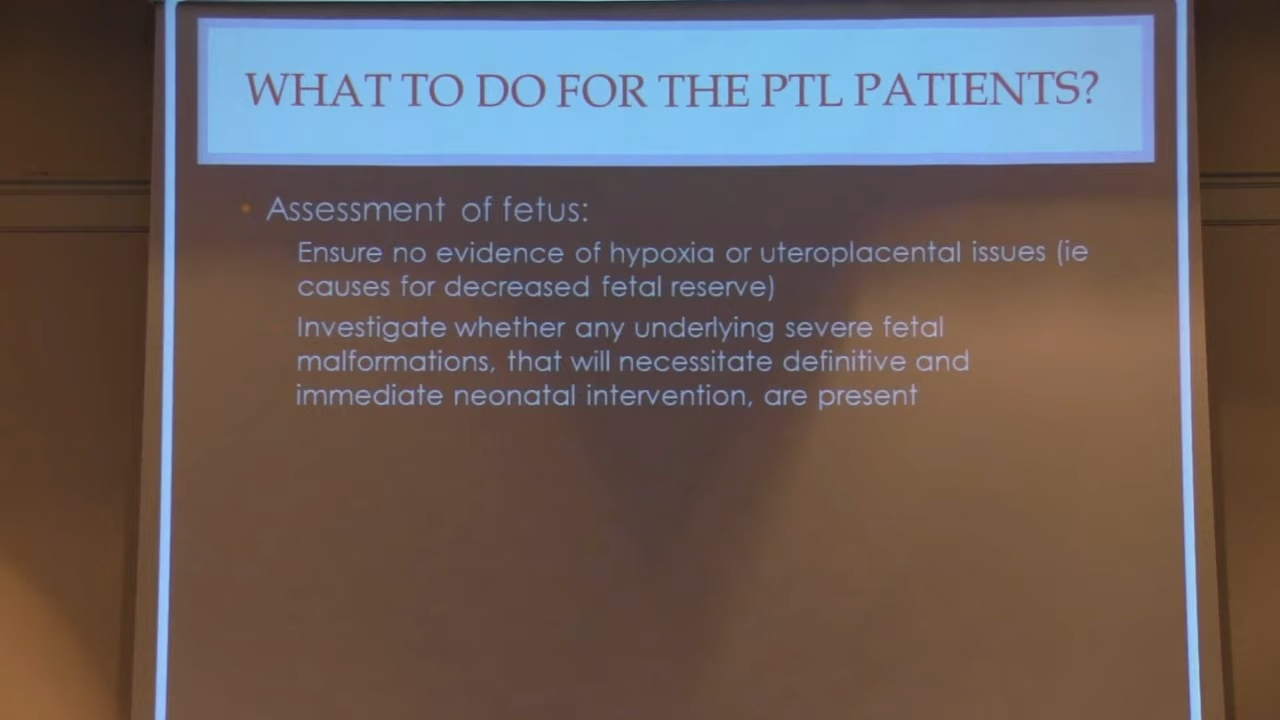 WHAT TO DO FOR THE PTL PATIENTS?
• Assessment of fetus:
Ensure no evidence of hypoxia or uteroplacental issues (ie
causes for decreased fetal reserve)
Investigate whether any underlying severe fetal
malformations, that will necessitate definitive and
immediate neonatal intervention, are present